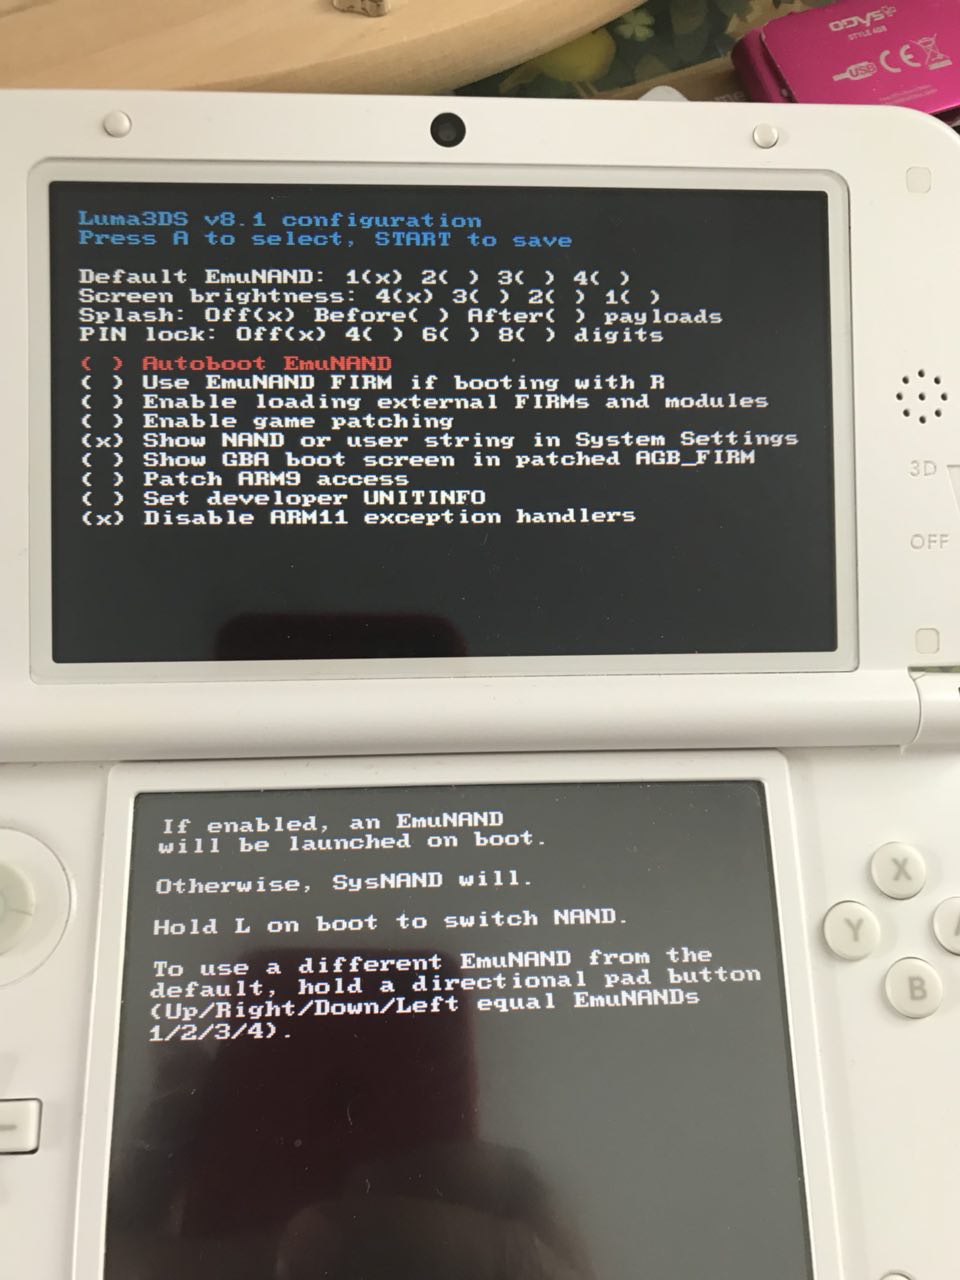 ODYS
STYLE 4GB
USB CE
Luma3DS v8.1 configuration
Press A to select, START to save
Default EmuNAND: 1(x) 2( ) 3( ) 4( )
Screen brightness: 4(x) 3( ) 2( ) 1( )
Splash: Off(x) Before( ) After( ) payloads
PIN lock: Off(x) 4( ) 6( ) 8( ) digits
( ) Autoboot EmuNAND
( ) Use EmuNAND FIRM if booting with R
( ) Enable loading external FIRMs and modules
( ) Enable game patching
(x) Show NAND or user string in System Settings
( ) Show GBA boot screen in patched AGB_FIRM
( ) Patch ARM9 access
( ) Set developer UNITINFO
(x) Disable ARM11 exception handlers
3D
OFF
If enabled, an EmuNAND
will be launched on boot.
Otherwise, SysNAND will.
Hold L on boot to switch NAND.
To use a different EmuNAND from the
default, hold a directional pad button
(Up/Right/Down/Left equal EmuNANDs
1/2/3/4).
X
Y
A
B